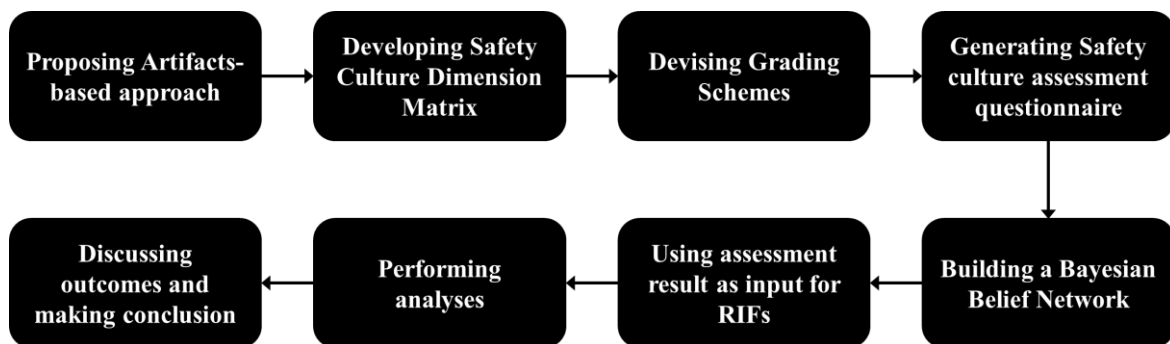 Proposing Artifacts-
based approach
Developing Safety
Culture Dimension
Matrix
Devising Grading
Schemes
Generating Safety
culture assessment
questionnaire
Building a Bayesian
Belief Network
Using assessment
result as input for
RIFs
Performing
analyses
Discussing
outcomes and
making conclusion